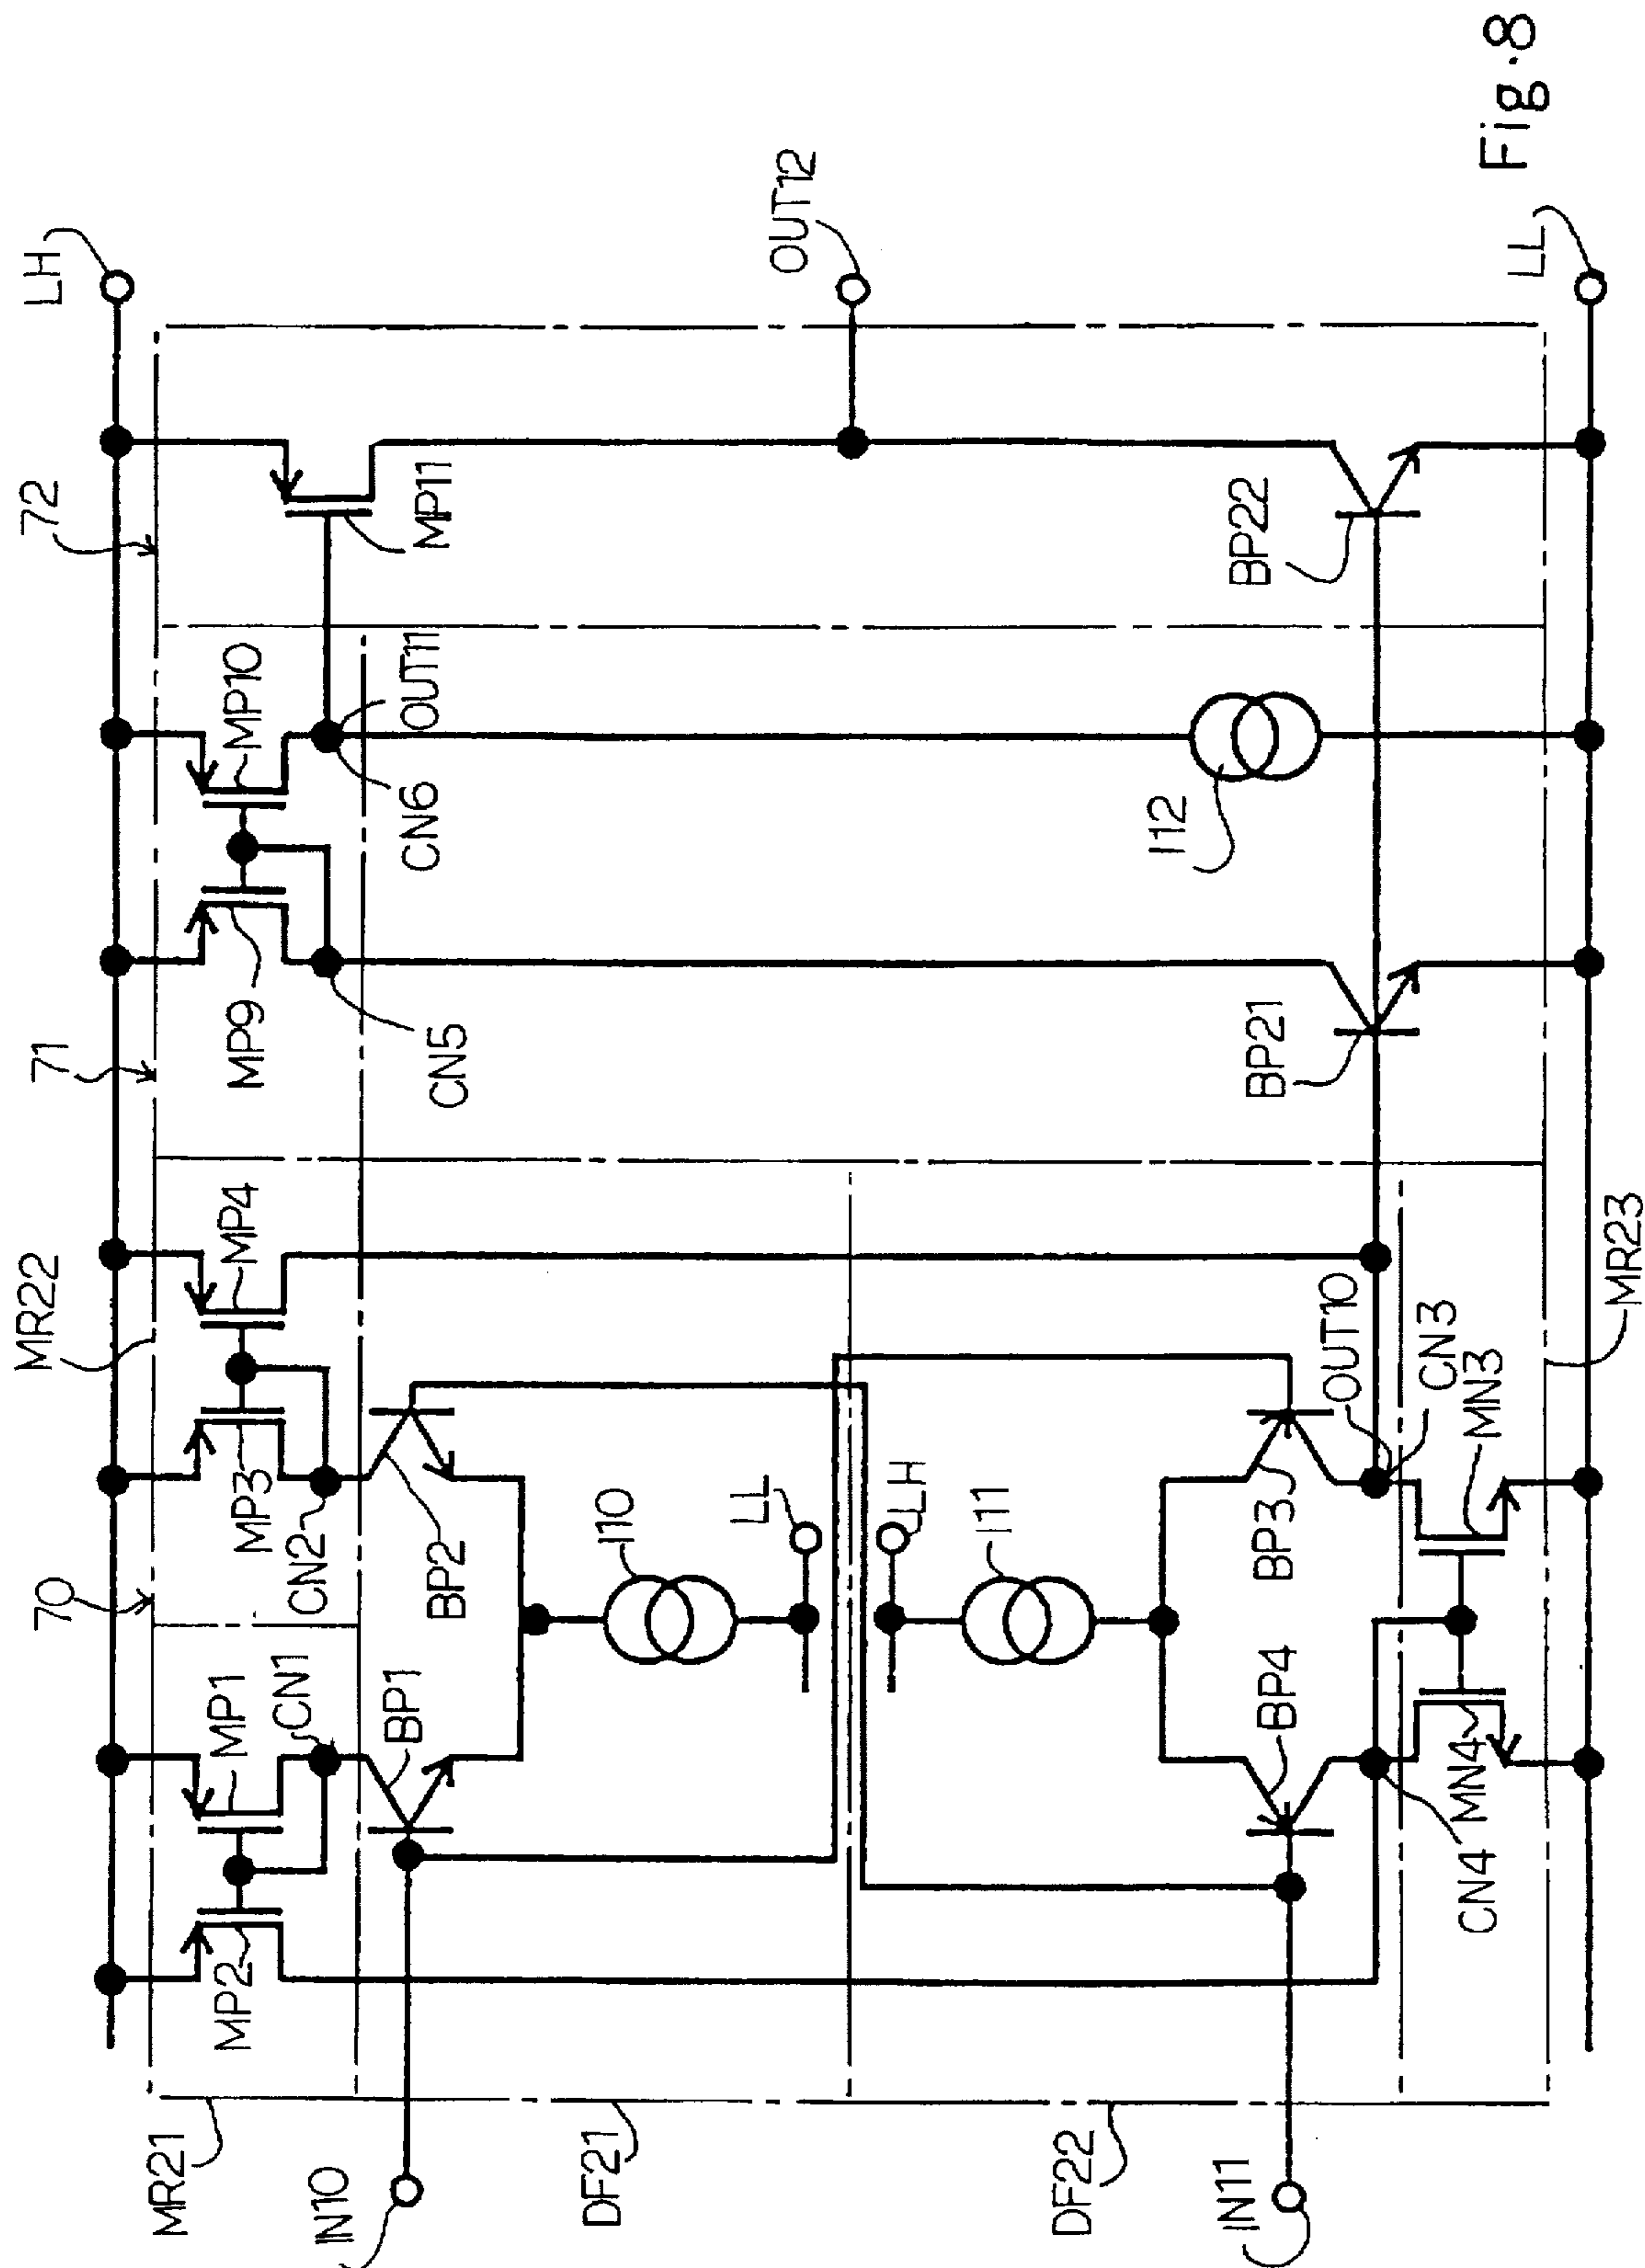 LH
72
71
MR22
70
MP10
MP4
MP1
MP11
MP9
MP3
MP2
OUT11
CN6
CN5
CN2
CN1
BP2
BP1
MR21
IN10
OUT12
I10
LL
DF21
LH
I11
DF22
I12
BP22
BP21
BP3
BP4
IN11
OUT10
CN3
MN3
MN4
CN4
LL
MR23
Fig.8